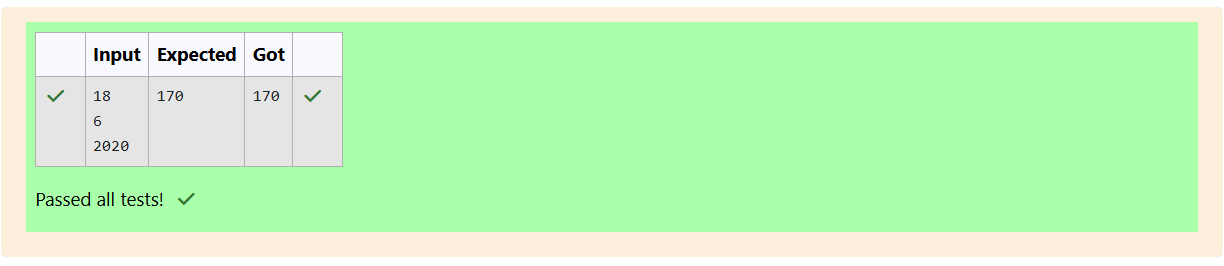 Input Expected Got
18 170 170
6
2020
Passed all tests!